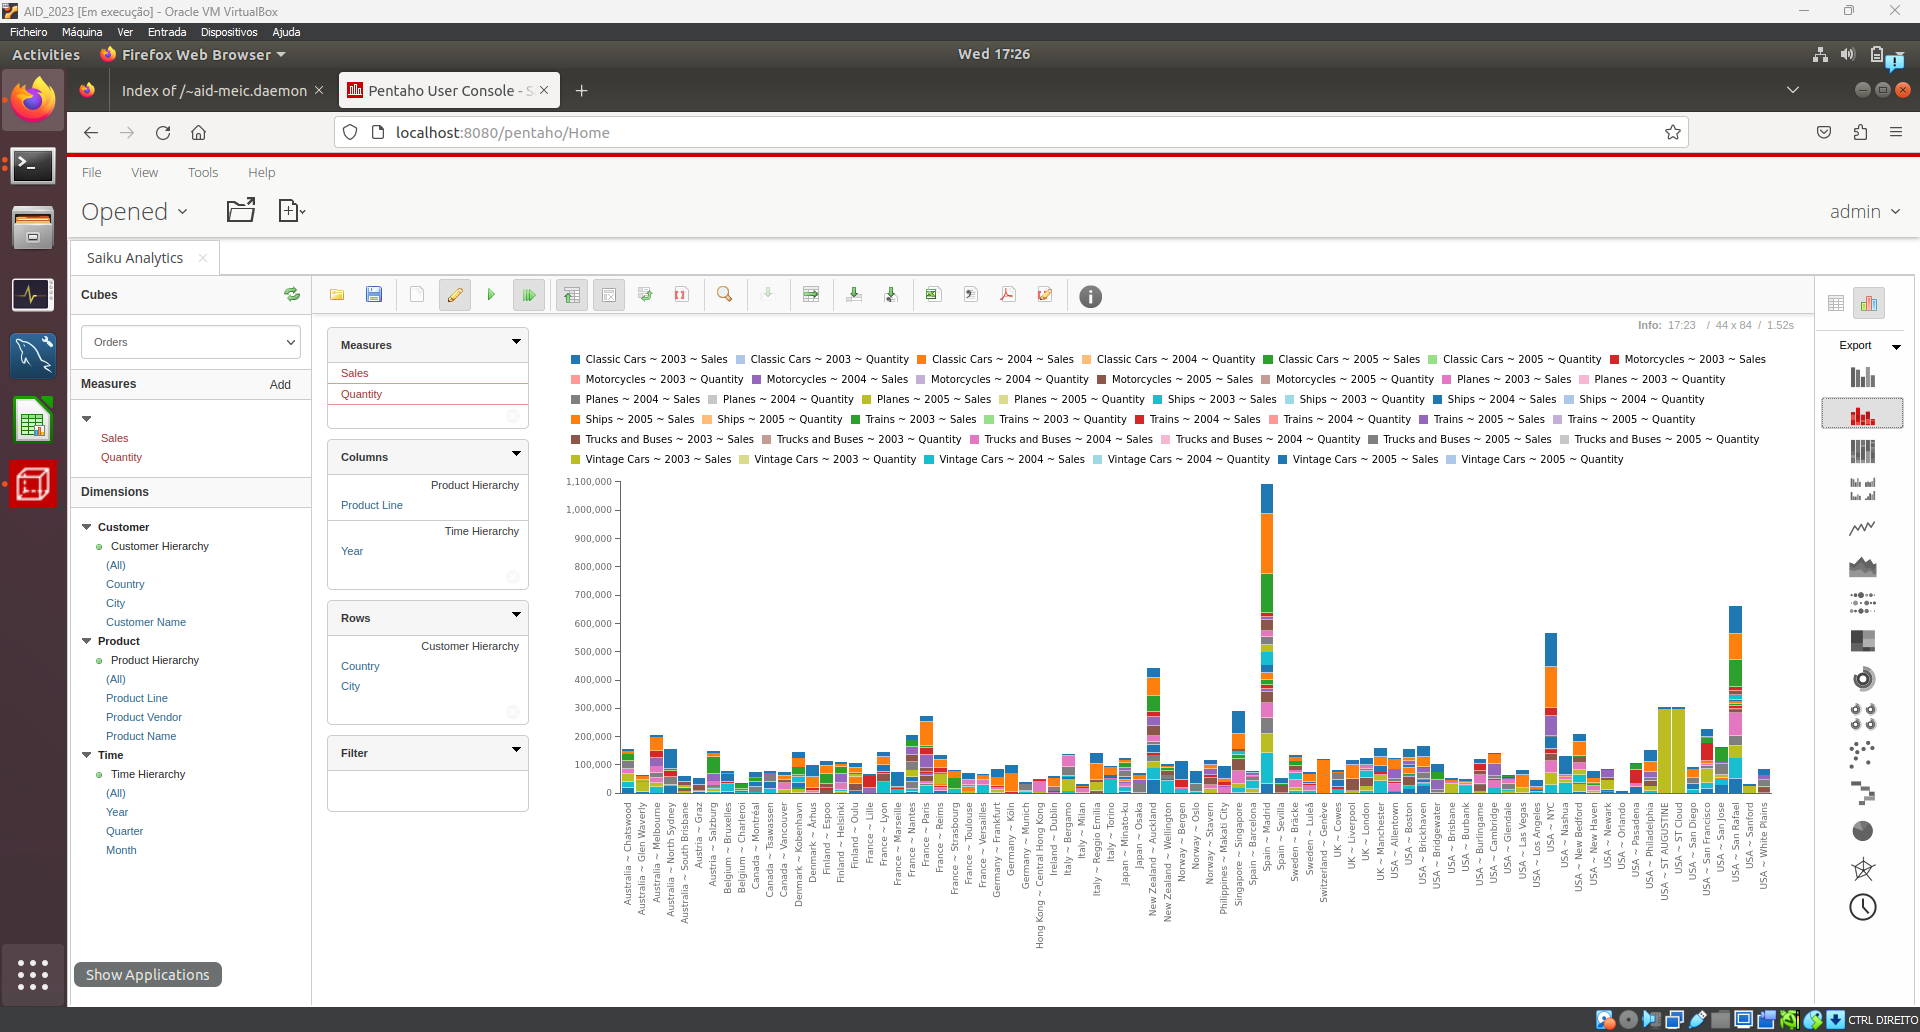 AID_2023 [Em execução] - Oracle VM VirtualBox
Ficheiro Máquina Ver Entrada Dispositivos Ajuda
Activities Firefox Web Browser Wed 17:26
Index of /~aid-meic.daemon Pentaho User Console - S
localhost:8080/pentaho/Home
File View Tools Help
Opened admin
Saiku Analytics
Cubes
Orders
Measures Add
Sales
Quantity
Dimensions
Customer
Customer Hierarchy
(All)
Country
City
Customer Name
Product
Product Hierarchy
(All)
Product Line
Product Vendor
Product Name
Time
Time Hierarchy
(All)
Year
Quarter
Month
Show Applications
Measures
Sales
Quantity
Columns
Product Hierarchy
Product Line
Time Hierarchy
Year
Rows
Customer Hierarchy
Country
City
Filter
Info: 17:23 / 44 x 84 / 1.52s
Export
Classic Cars ~ 2003 ~ Sales Classic Cars ~ 2003 ~ Quantity Classic Cars ~ 2004 ~ Sales Classic Cars ~ 2004 ~ Quantity Classic Cars ~ 2005 ~ Sales Classic Cars ~ 2005 ~ Quantity Motorcycles ~ 2003 ~ Sales
Motorcycles ~ 2003 ~ Quantity Motorcycles ~ 2004 ~ Sales Motorcycles ~ 2004 ~ Quantity Motorcycles ~ 2005 ~ Sales Motorcycles ~ 2005 ~ Quantity Planes ~ 2003 ~ Sales Planes ~ 2003 ~ Quantity
Planes ~ 2004 ~ Sales Planes ~ 2004 ~ Quantity Planes ~ 2005 ~ Sales Planes ~ 2005 ~ Quantity Ships ~ 2003 ~ Sales Ships ~ 2003 ~ Quantity Ships ~ 2004 ~ Sales Ships ~ 2004 ~ Quantity
Ships ~ 2005 ~ Sales Ships ~ 2005 ~ Quantity Trains ~ 2003 ~ Sales Trains ~ 2003 ~ Quantity Trains ~ 2004 ~ Sales Trains ~ 2004 ~ Quantity Trains ~ 2005 ~ Sales Trains ~ 2005 ~ Quantity
Trucks and Buses ~ 2003 ~ Sales Trucks and Buses ~ 2003 ~ Quantity Trucks and Buses ~ 2004 ~ Sales Trucks and Buses ~ 2004 ~ Quantity Trucks and Buses ~ 2005 ~ Sales Trucks and Buses ~ 2005 ~ Quantity
Vintage Cars ~ 2003 ~ Sales Vintage Cars ~ 2003 ~ Quantity Vintage Cars ~ 2004 ~ Sales Vintage Cars ~ 2004 ~ Quantity Vintage Cars ~ 2005 ~ Sales Vintage Cars ~ 2005 ~ Quantity
1,100,000
1,000,000
900,000
800,000
700,000
600,000
500,000
400,000
300,000
200,000
100,000
0
Australia ~ Chatswood
Australia ~ Glen Waverly
Australia ~ Melbourne
Australia ~ North Sydney
Australia ~ South Brisbane
Austria ~ Graz
Austria ~ Salzburg
Belgium ~ Bruxelles
Belgium ~ Charleroi
Canada ~ Montréal
Canada ~ Tsawassen
Canada ~ Vancouver
Denmark ~ Kobenhavn
Denmark ~ Århus
Finland ~ Espoo
Finland ~ Helsinki
Finland ~ Oulu
France ~ Lille
France ~ Lyon
France ~ Marseille
France ~ Nantes
France ~ Paris
France ~ Reims
France ~ Strasbourg
France ~ Toulouse
France ~ Versailles
Germany ~ Frankfurt
Germany ~ Köln
Germany ~ Munich
Hong Kong ~ Central Hong Kong
Ireland ~ Dublin
Italy ~ Bergamo
Italy ~ Milan
Italy ~ Reggio Emilia
Italy ~ Torino
Japan ~ Minato-ku
Japan ~ Osaka
New Zealand ~ Auckland
New Zealand ~ Wellington
Norway ~ Bergen
Norway ~ Oslo
Norway ~ Stavern
Philippines ~ Makati City
Singapore ~ Singapore
Spain ~ Barcelona
Spain ~ Madrid
Spain ~ Sevilla
Sweden ~ Bräcke
Sweden ~ Luleå
Switzerland ~ Genève
UK ~ Cowes
UK ~ Liverpool
UK ~ London
UK ~ Manchester
USA ~ Allentown
USA ~ Boston
USA ~ Brickhaven
USA ~ Bridgewater
USA ~ Brisbane
USA ~ Burbank
USA ~ Burlingame
USA ~ Cambridge
USA ~ Glendale
USA ~ Las Vegas
USA ~ Los Angeles
USA ~ NYC
USA ~ Nashua
USA ~ New Bedford
USA ~ New Haven
USA ~ Newark
USA ~ Orlando
USA ~ Pasadena
USA ~ Philadelphia
USA ~ ST AUGUSTINE
USA ~ ST Cloud
USA ~ San Diego
USA ~ San Francisco
USA ~ San Jose
USA ~ San Rafael
USA ~ Sanford
USA ~ White Plains
CTRL DIREITO